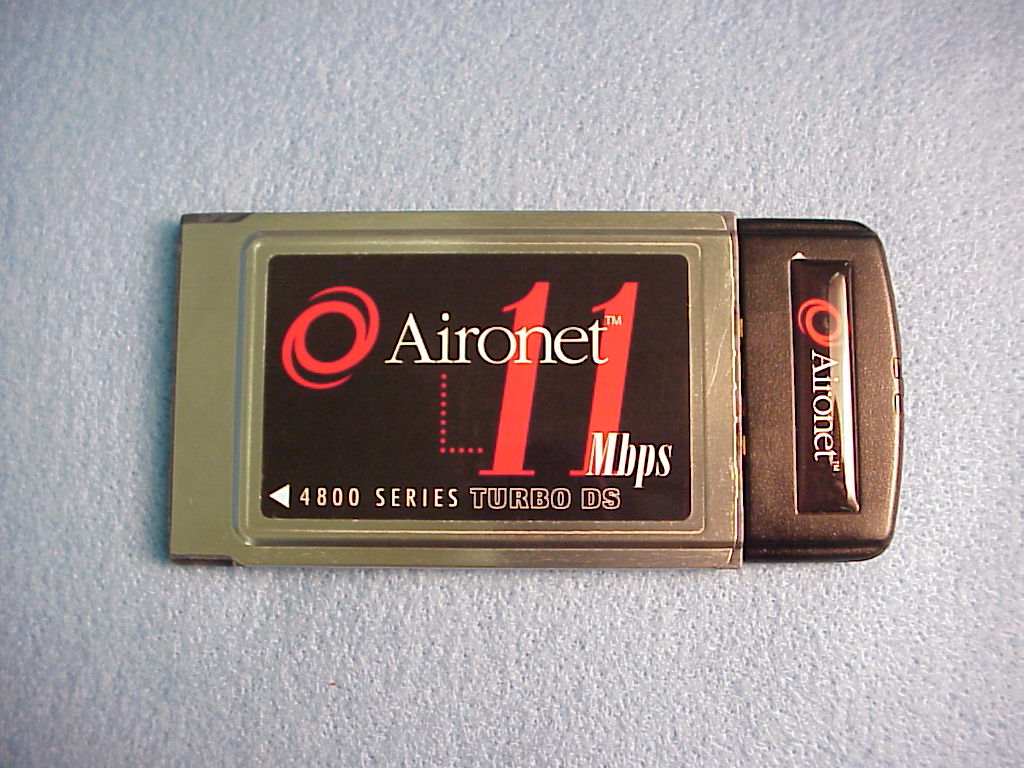 Aironet™
11
Mbps
4800 SERIES TURBO DS
Aironet™